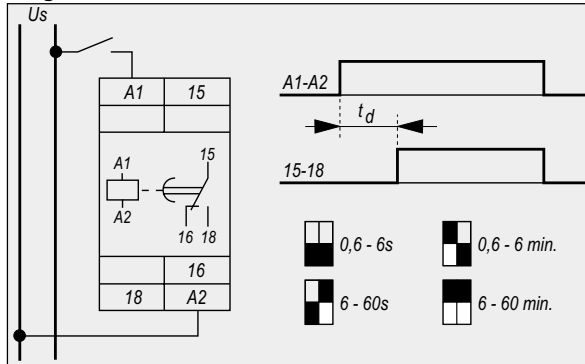 Us
A1 15
A1
A2
15
16 18
16
18 A2
A1-A2
td
15-18
0,6 - 6s
0,6 - 6 min.
6 - 60s
6 - 60 min.